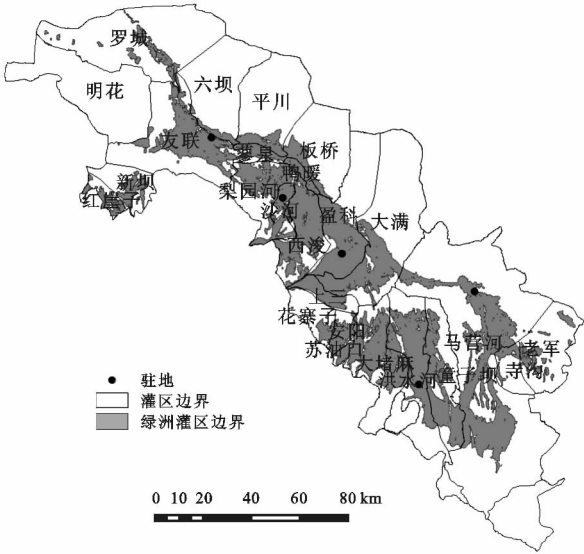 罗城
明花
六坝
平川
友联
蓼泉
板桥
鸭暖
新坝
红崖子
梨园河
沙河
盈科
大满
西浚
上三
花寨子
安阳
苏油口
大堵麻
洪水河
童子坝
马营河
老军
寺沟
驻地
灌区边界
绿洲灌区边界
0 10 20 40 60 80 km